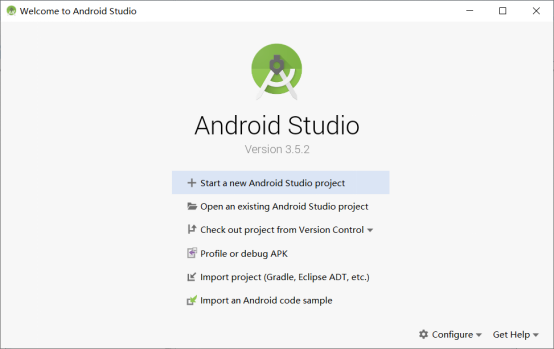 Welcome to Android Studio
Android Studio
Version 3.5.2
Start a new Android Studio project
Open an existing Android Studio project
Check out project from Version Control
Profile or debug APK
Import project (Gradle, Eclipse ADT, etc.)
Import an Android code sample
Configure Get Help